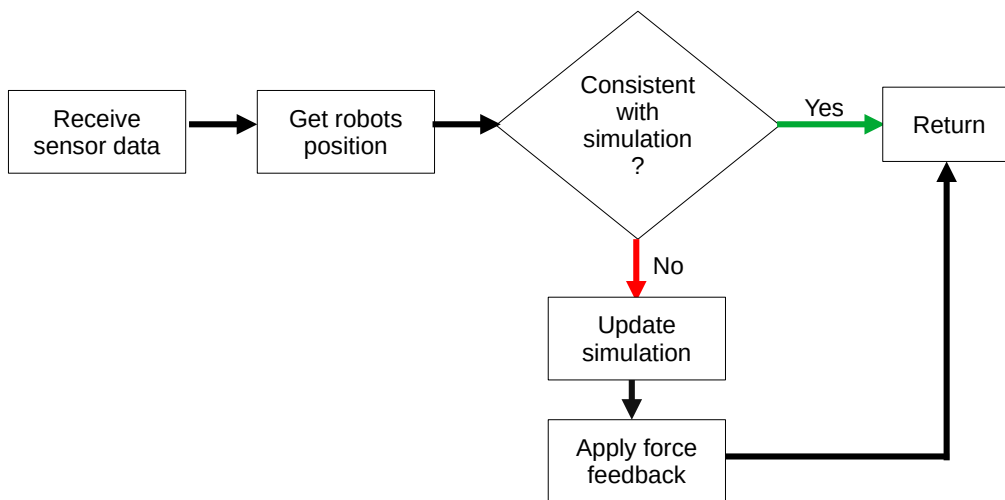 Receive
sensor data
Get robots
position
Consistent
with
simulation
?
Yes
Return
No
Update
simulation
Apply force
feedback